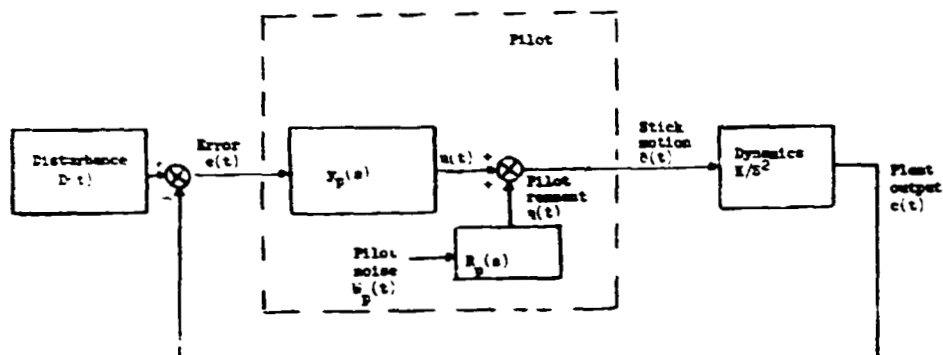 Pilot
Disturbance
D(t)
Error
e(t)
y_p(s)
u(t)
+
+
Pilot
remnant
η(t)
Pilot
noise
W_p(t)
R_p(s)
Stick
motion
δ(t)
Dynamics
K/S²
Plant
output
c(t)